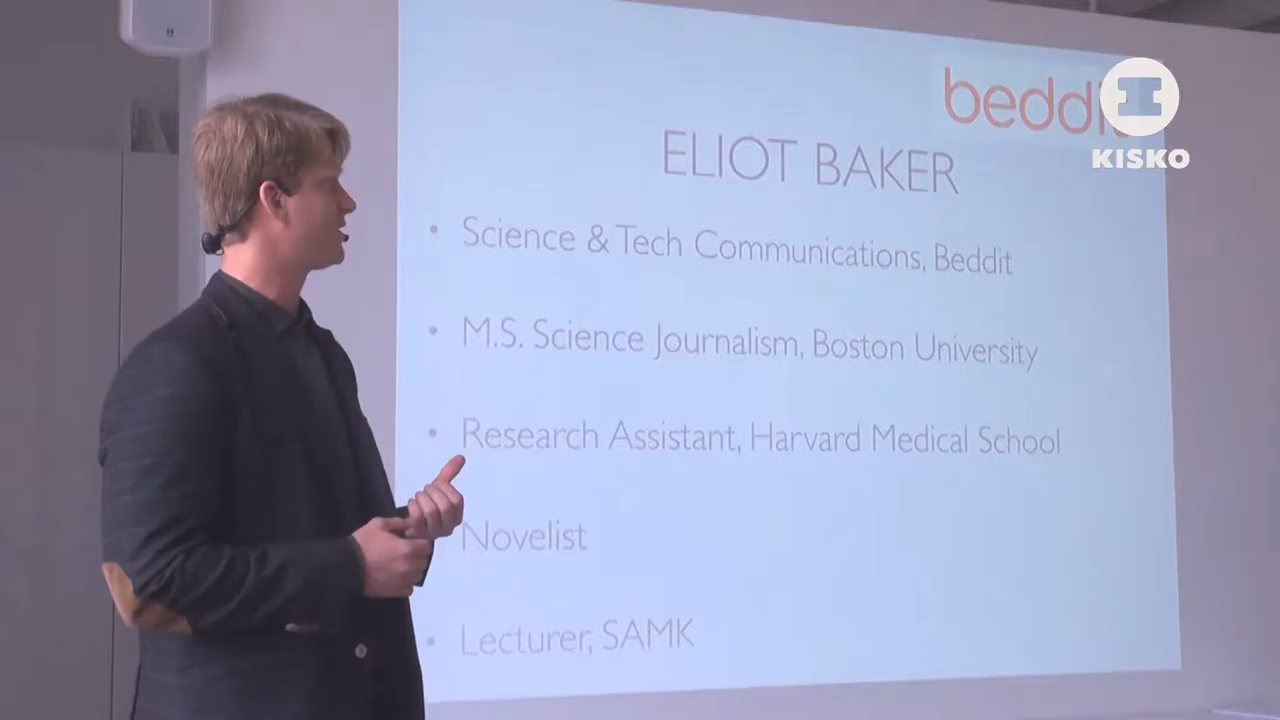 beddit
KISKO
ELIOT BAKER
• Science & Tech Communications, Beddit
• M.S. Science Journalism, Boston University
• Research Assistant, Harvard Medical School
Novelist
• Lecturer, SAMK